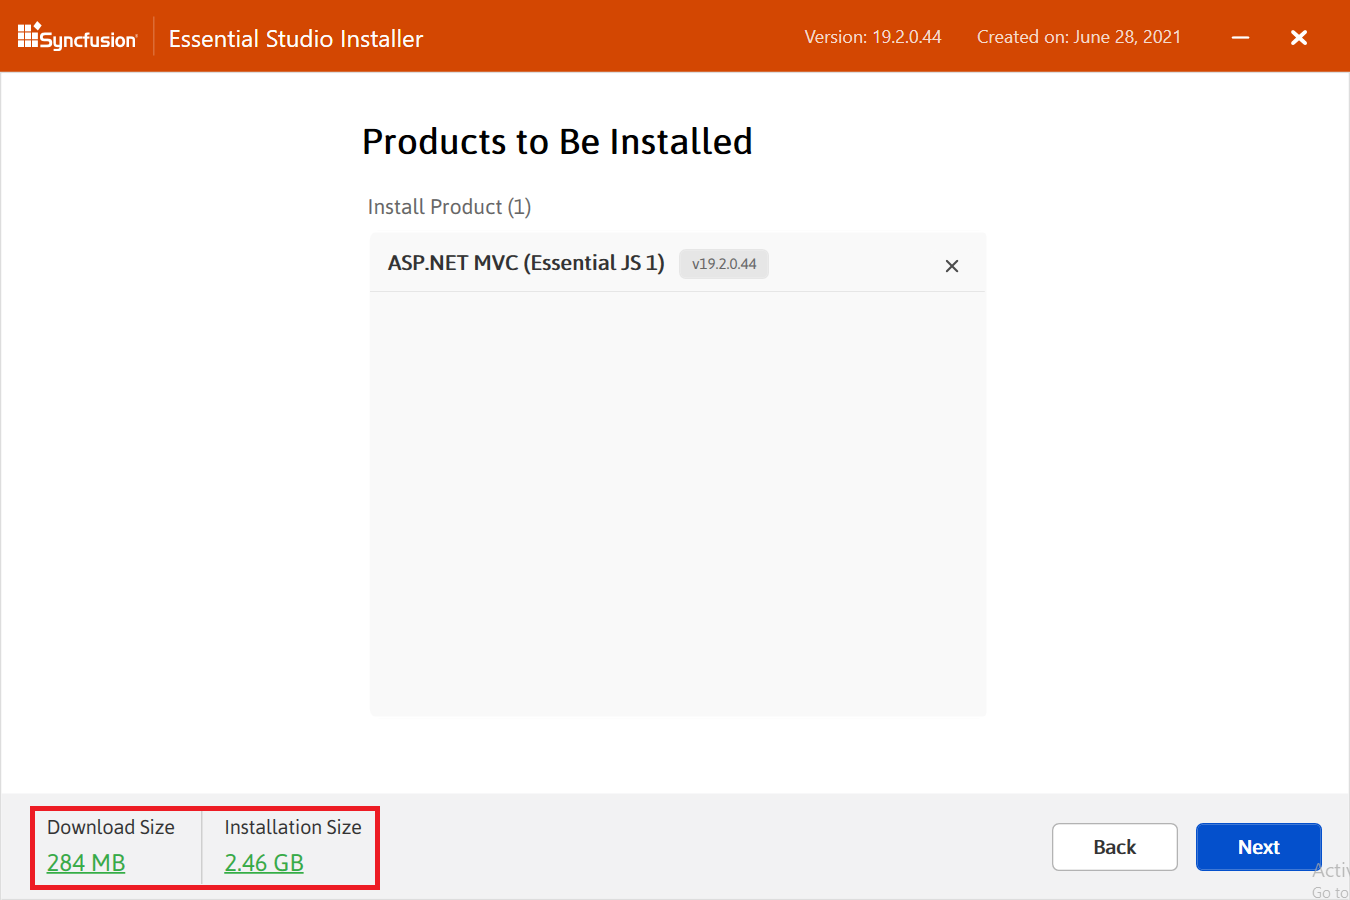 Syncfusion Essential Studio Installer Version: 19.2.0.44 Created on: June 28, 2021
Products to Be Installed
Install Product (1)
ASP.NET MVC (Essential JS 1) v19.2.0.44
Download Size Installation Size
284 MB 2.46 GB
Back Next
Go to